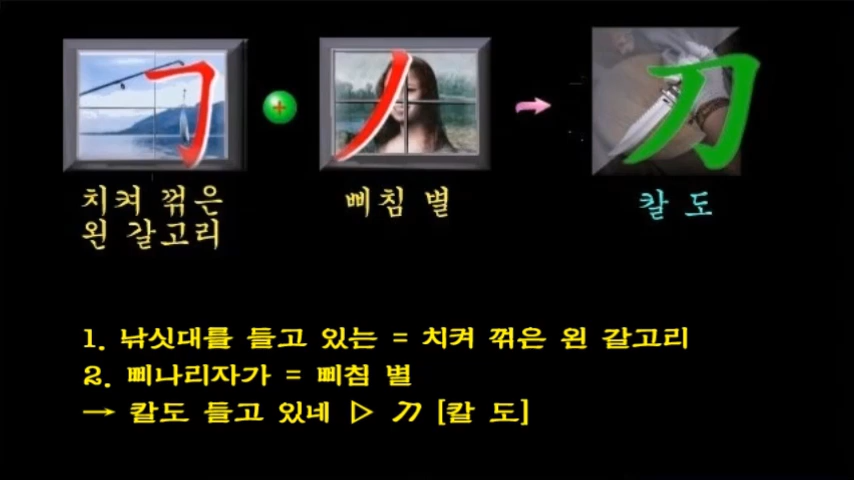 ㇆ + 丿 → 刀
치켜 꺾은
왼 갈고리
삐침 별
칼 도
1. 낚싯대를 들고 있는 = 치켜 꺾은 왼 갈고리
2. 삐나리자가 = 삐침 별
→ 칼도 들고 있네 ▷ 刀 [칼 도]